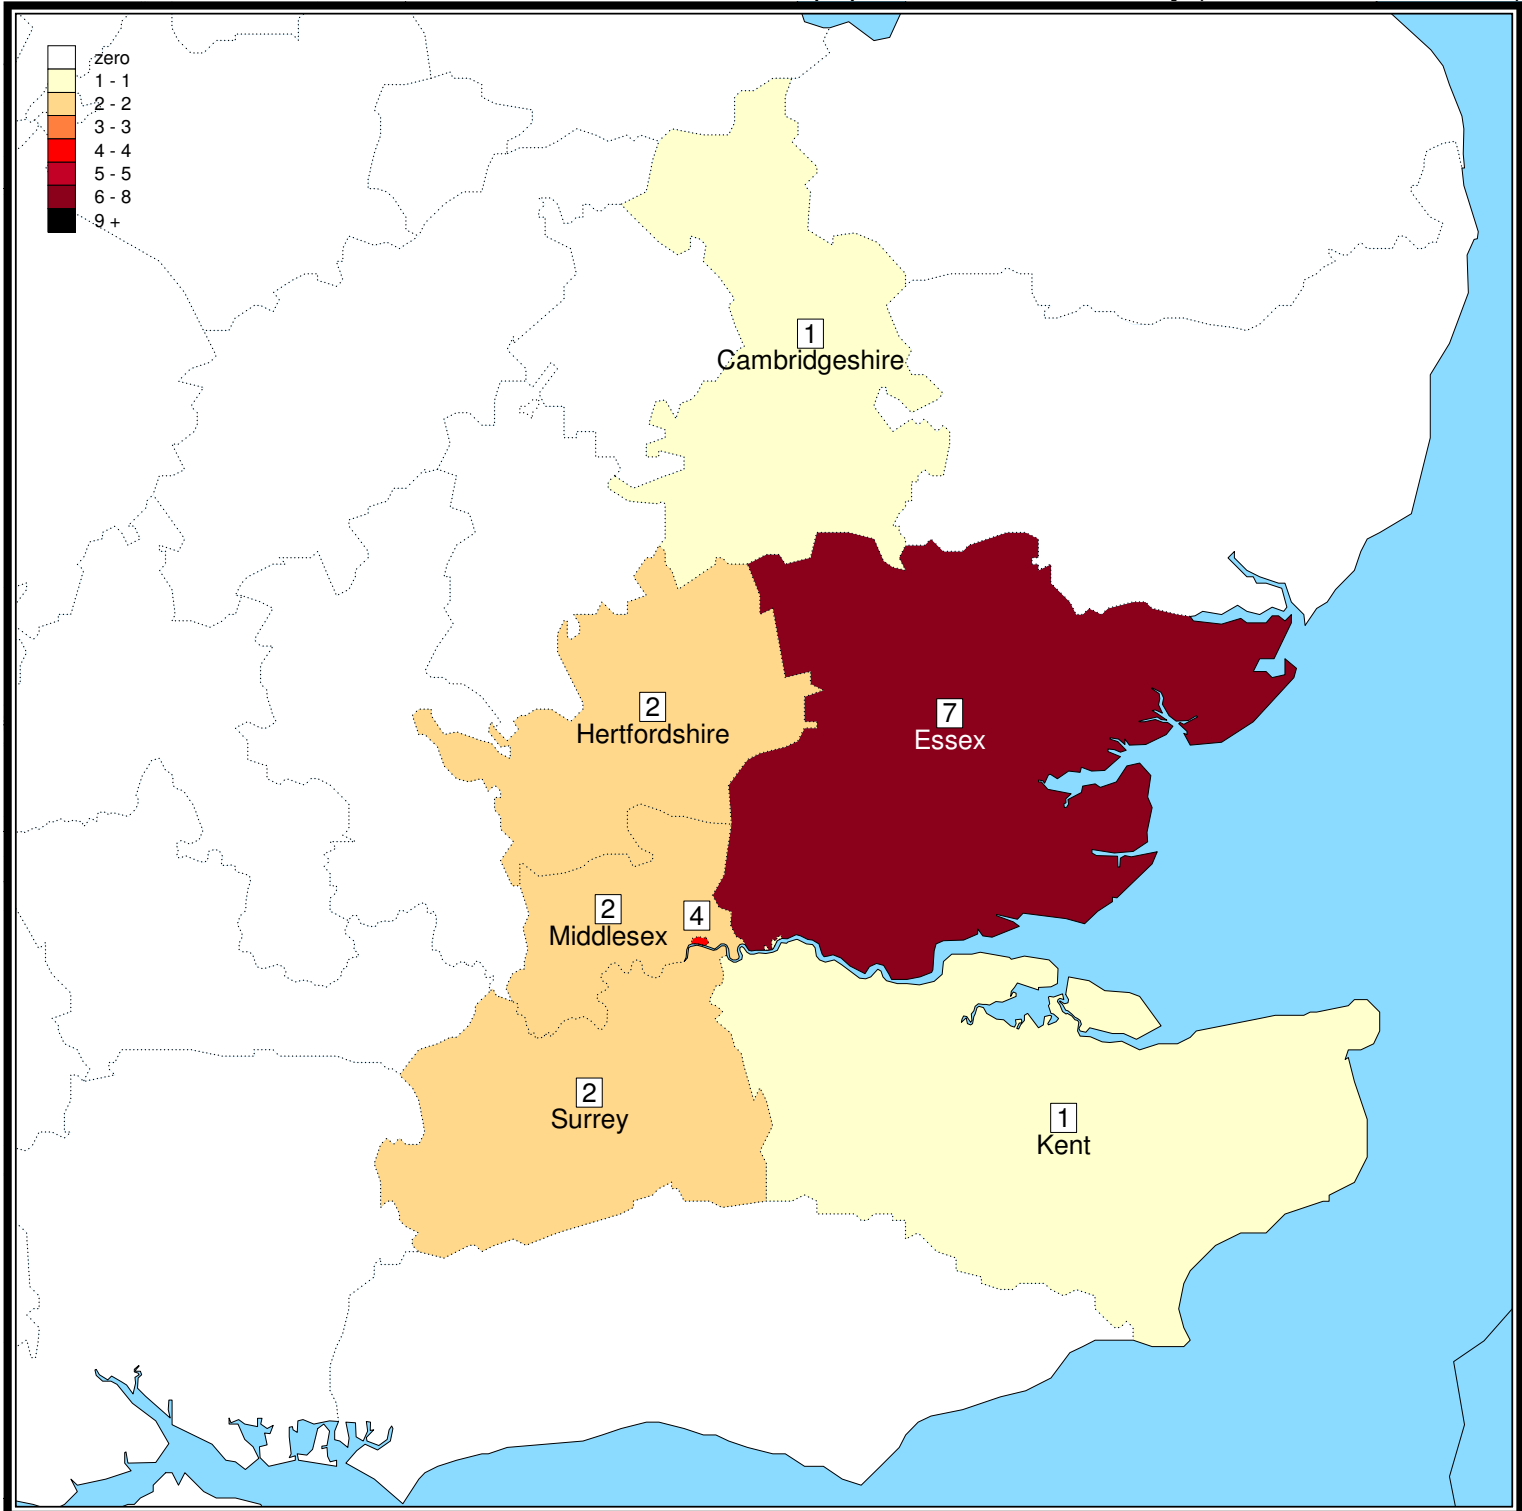 zero
1 - 1
2 - 2
3 - 3
4 - 4
5 - 5
6 - 8
9 +
1
Cambridgeshire
2
Hertfordshire
7
Essex
2
Middlesex
4
2
Surrey
1
Kent